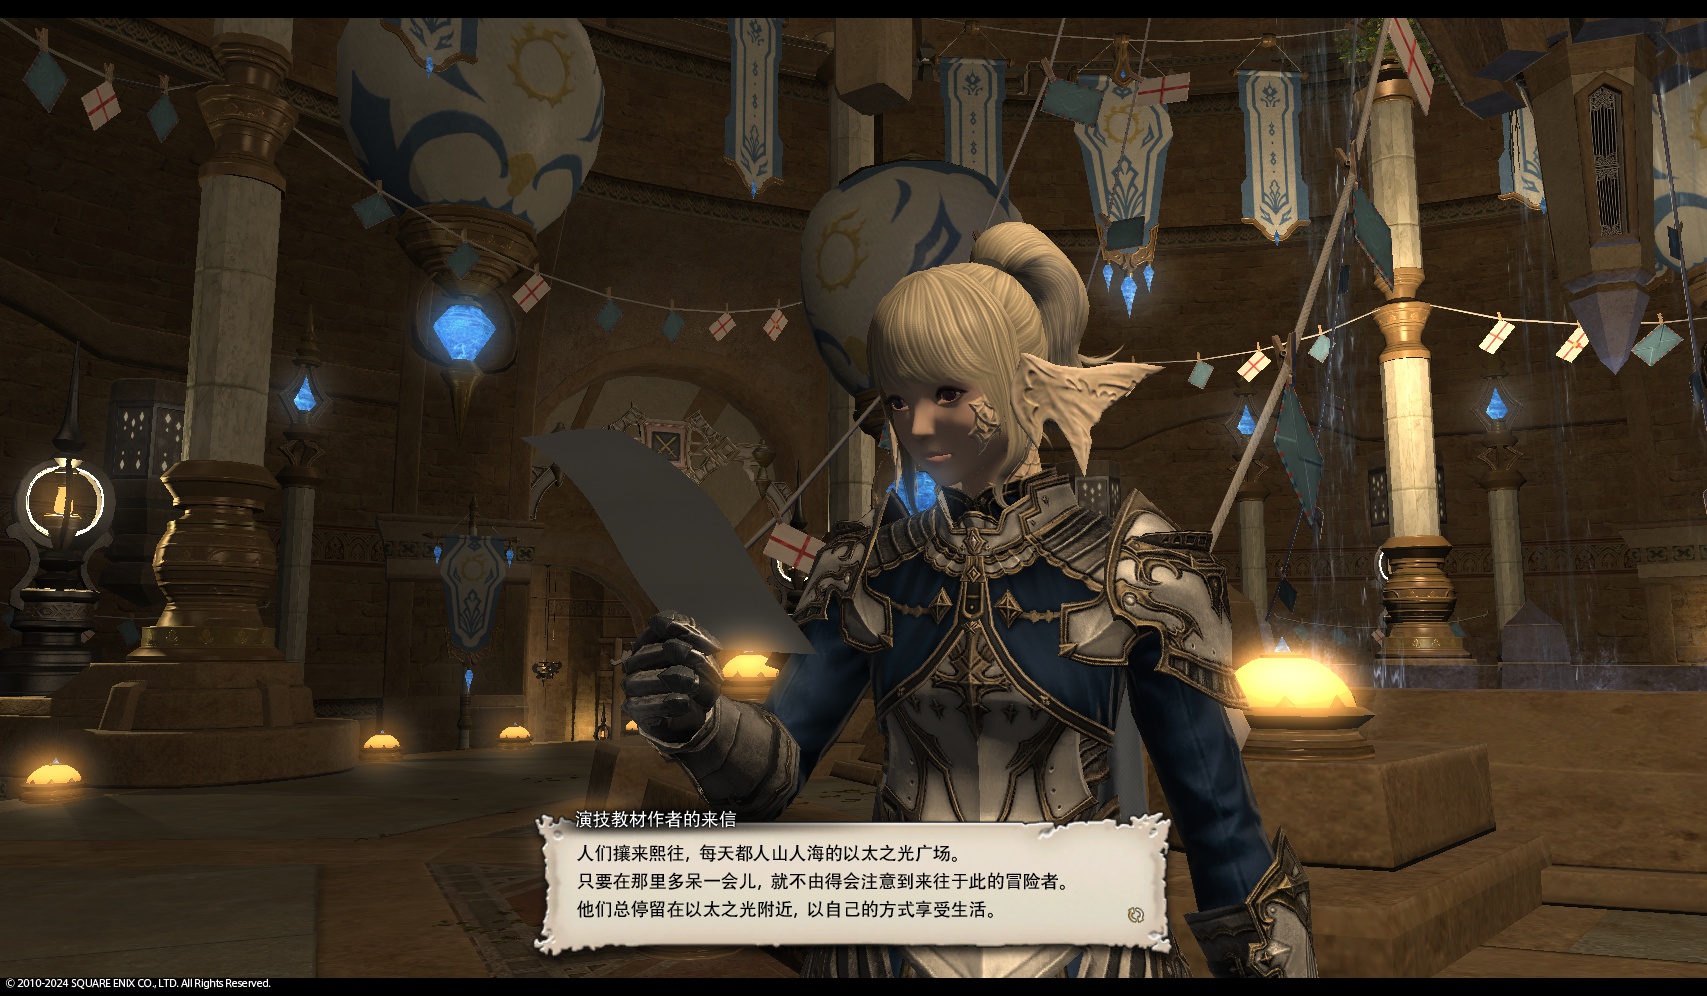 演技教材作者的来信
人们攘来熙往，每天都人山人海的以太之光广场。
只要在那里多呆一会儿，就不由得会注意到来往于此的冒险者。
他们总停留在以太之光附近，以自己的方式享受生活。
© 2010-2024 SQUARE ENIX CO., LTD. All Rights Reserved.